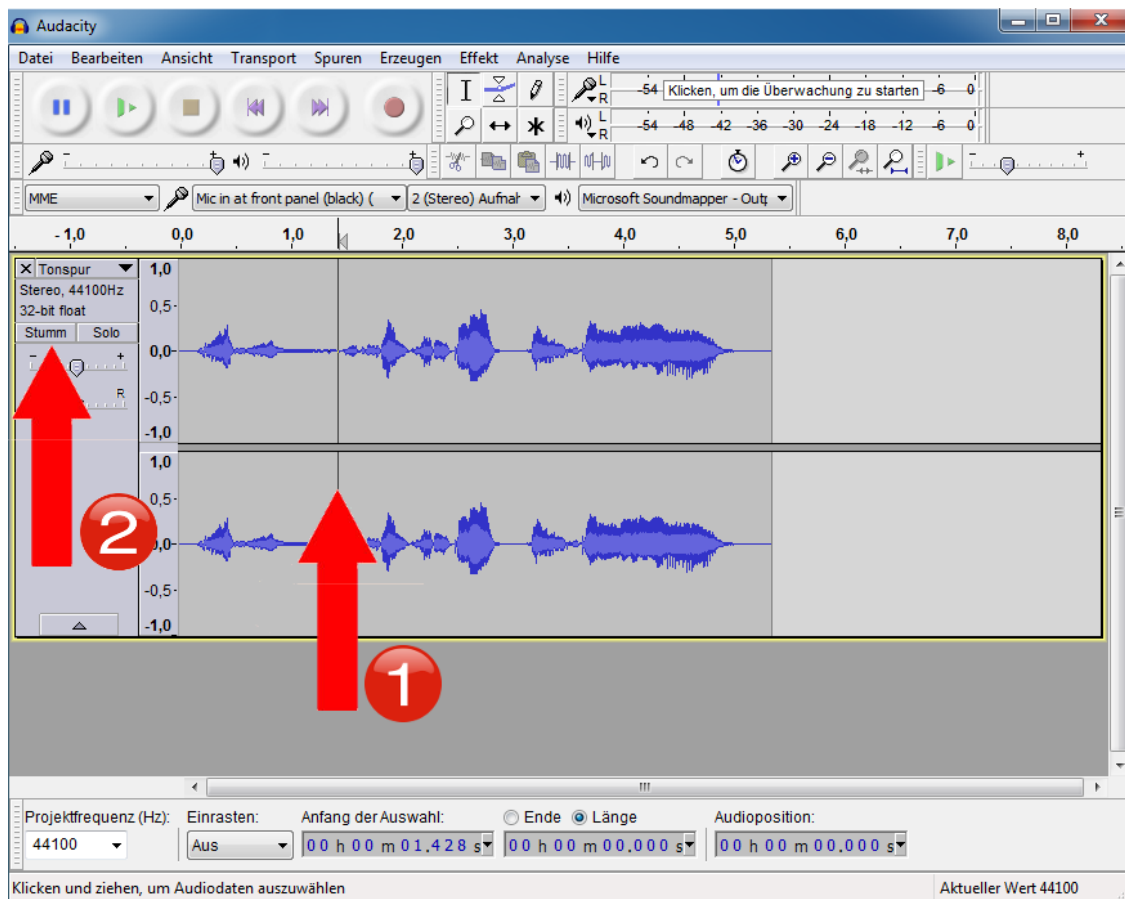 Audacity
Datei Bearbeiten Ansicht Transport Spuren Erzeugen Effekt Analyse Hilfe
L
R
-54 Klicken, um die Überwachung zu starten -6 0
L
R
-54 -48 -42 -36 -30 -24 -18 -12 -6 0
MME Mic in at front panel (black) ( 2 (Stereo) Aufnah Microsoft Soundmapper - Outp
- 1,0 0,0 1,0 2,0 3,0 4,0 5,0 6,0 7,0 8,0
X Tonspur 1,0
Stereo, 44100Hz
32-bit float 0,5
Stumm Solo
- + 0,0
R -0,5
-1,0
1,0
0,5
2 0,0
-0,5
-1,0
1
Projektfrequenz (Hz): Einrasten: Anfang der Auswahl: Ende Länge Audioposition:
44100 Aus 00 h 00 m 01.428 s 00 h 00 m 00.000 s 00 h 00 m 00.000 s
Klicken und ziehen, um Audiodaten auszuwählen Aktueller Wert 44100